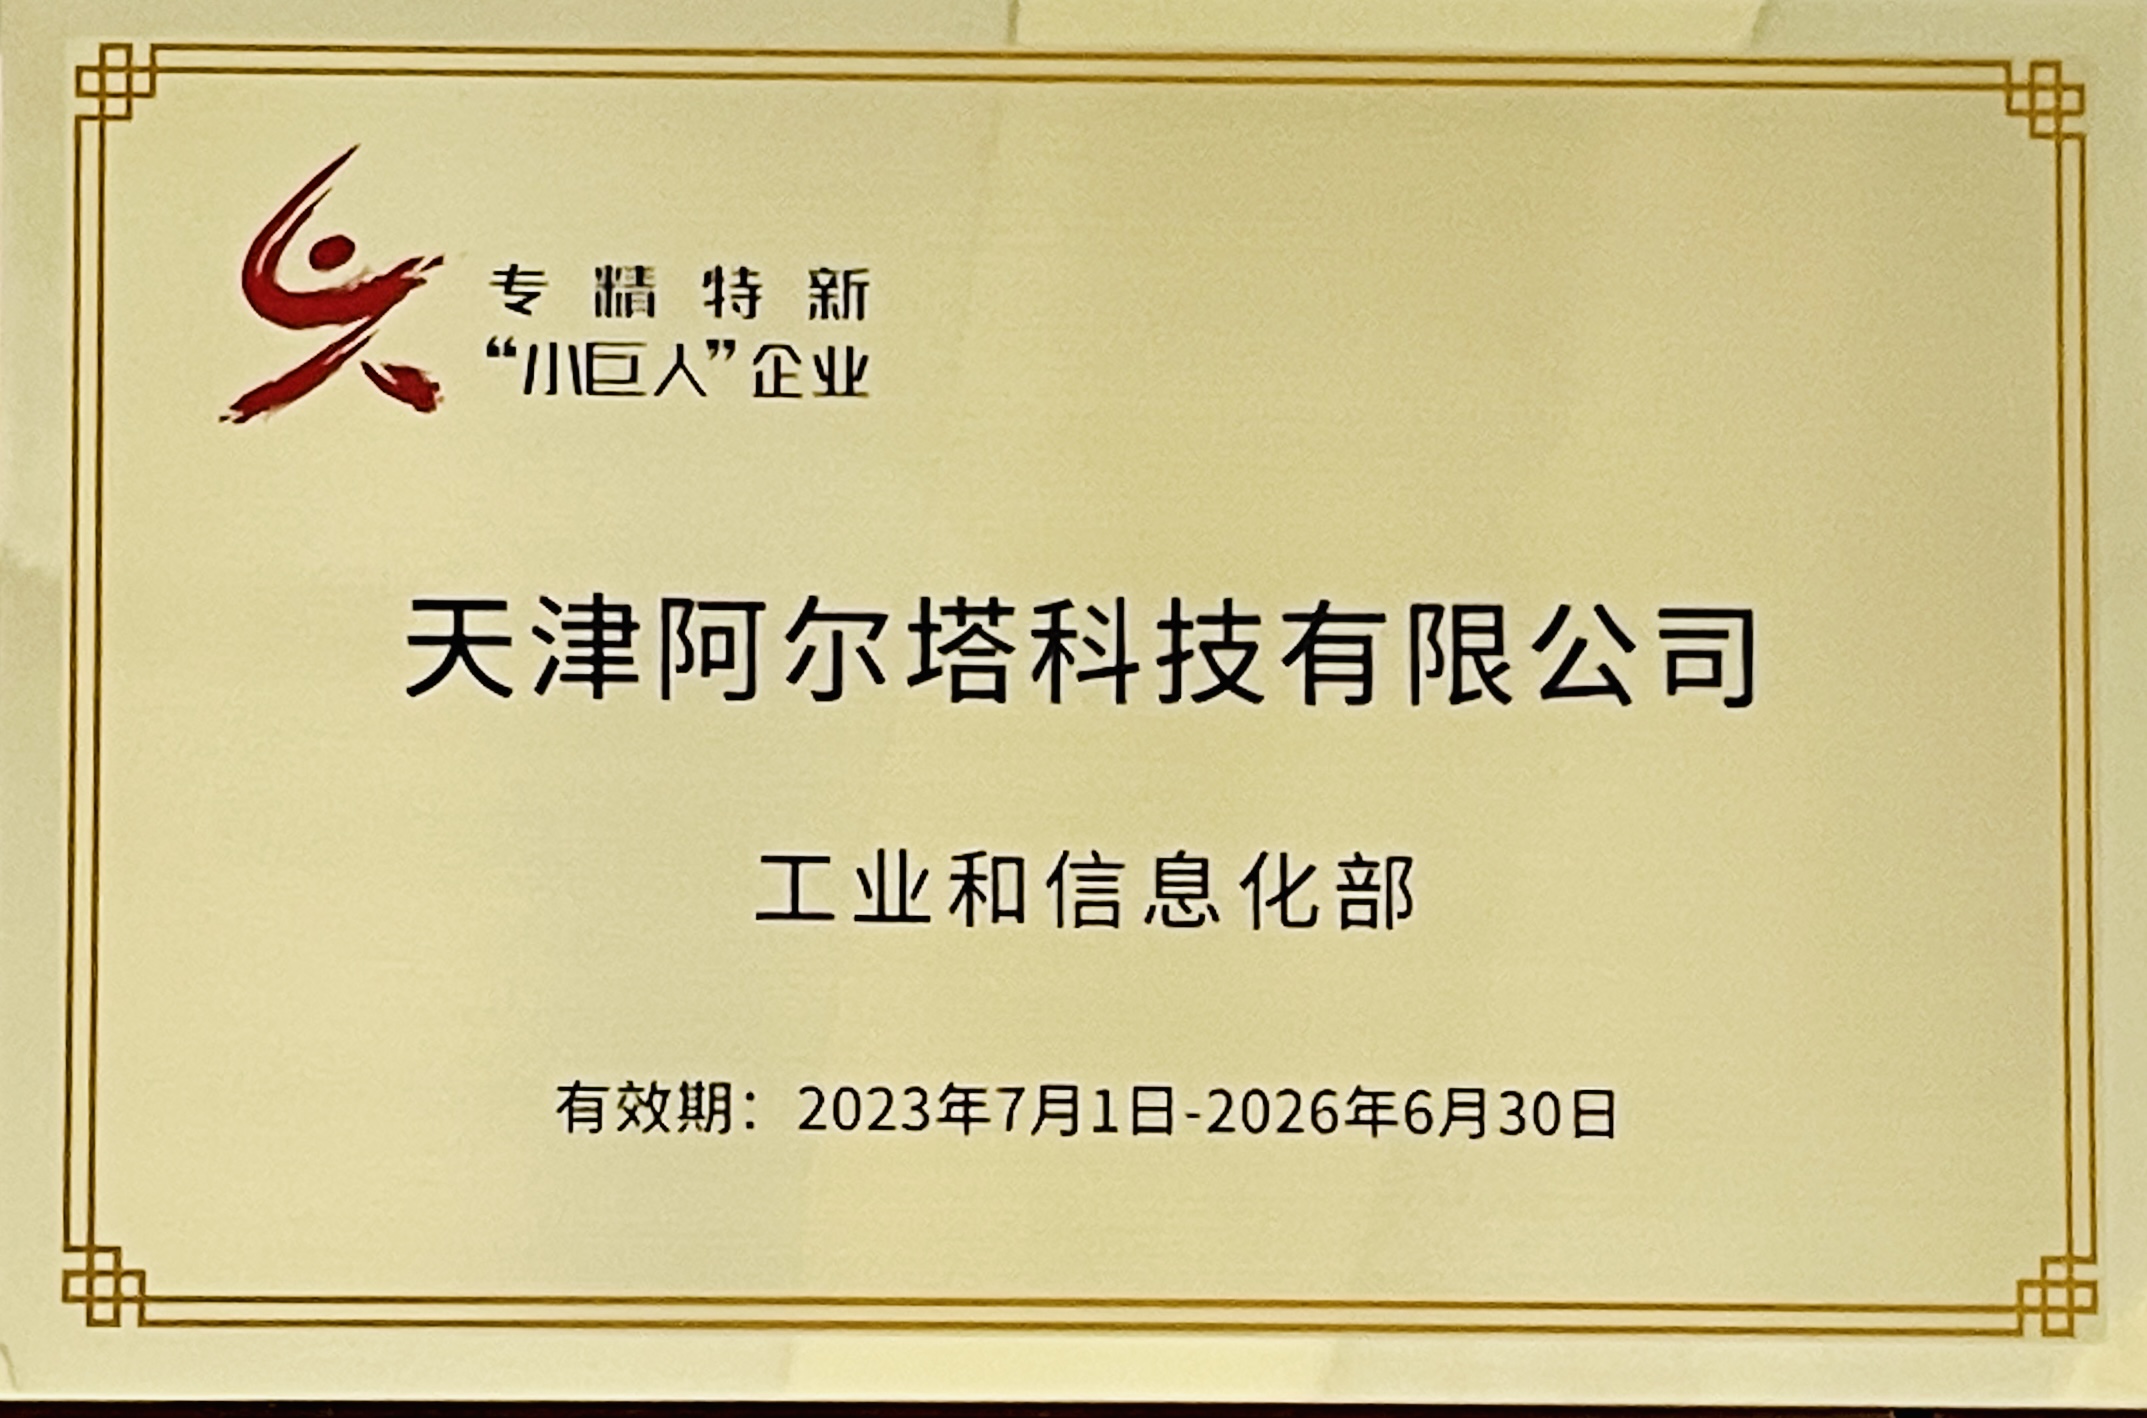 专精特新
“小巨人”企业
天津阿尔塔科技有限公司
工业和信息化部
有效期：2023年7月1日-2026年6月30日